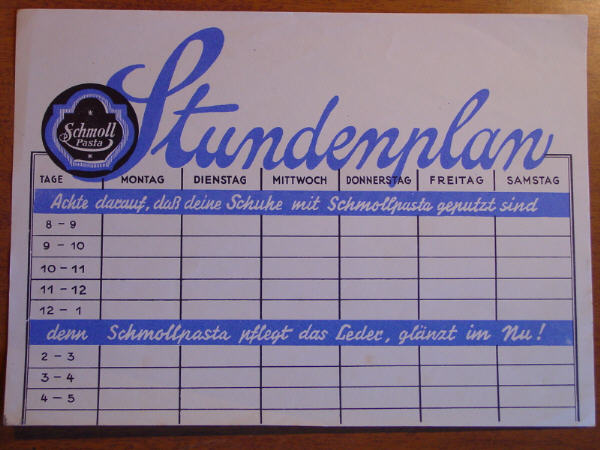 Stundenplan
Schmoll
Pasta
TAGE MONTAG DIENSTAG MITTWOCH DONNERSTAG FREITAG SAMSTAG
Achte darauf, daß deine Schuhe mit Schmollpasta geputzt sind
8 – 9
9 – 10
10 – 11
11 – 12
12 – 1
denn Schmollpasta pflegt das Leder, glänzt im Nu!
2 – 3
3 – 4
4 – 5